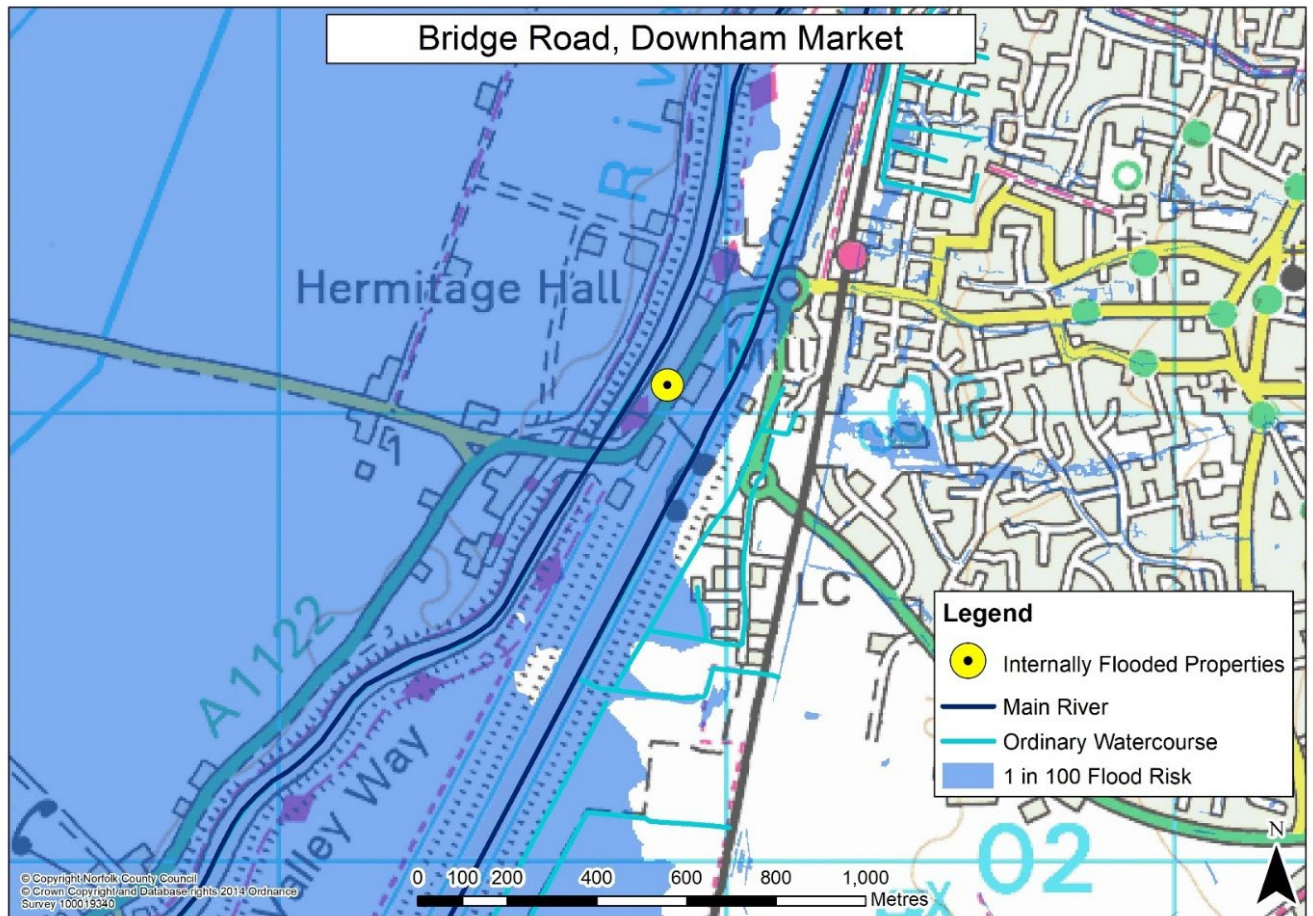 Bridge Road, Downham Market
Riv
Hermitage Hall
Mill
03
A1122
LC
Valley Way
02
Legend
Internally Flooded Properties
Main River
Ordinary Watercourse
1 in 100 Flood Risk
N
0 100 200 400 600 800 1,000
Metres
© Copyright Norfolk County Council
© Crown Copyright and Database rights 2014 Ordnance
Survey 100019340